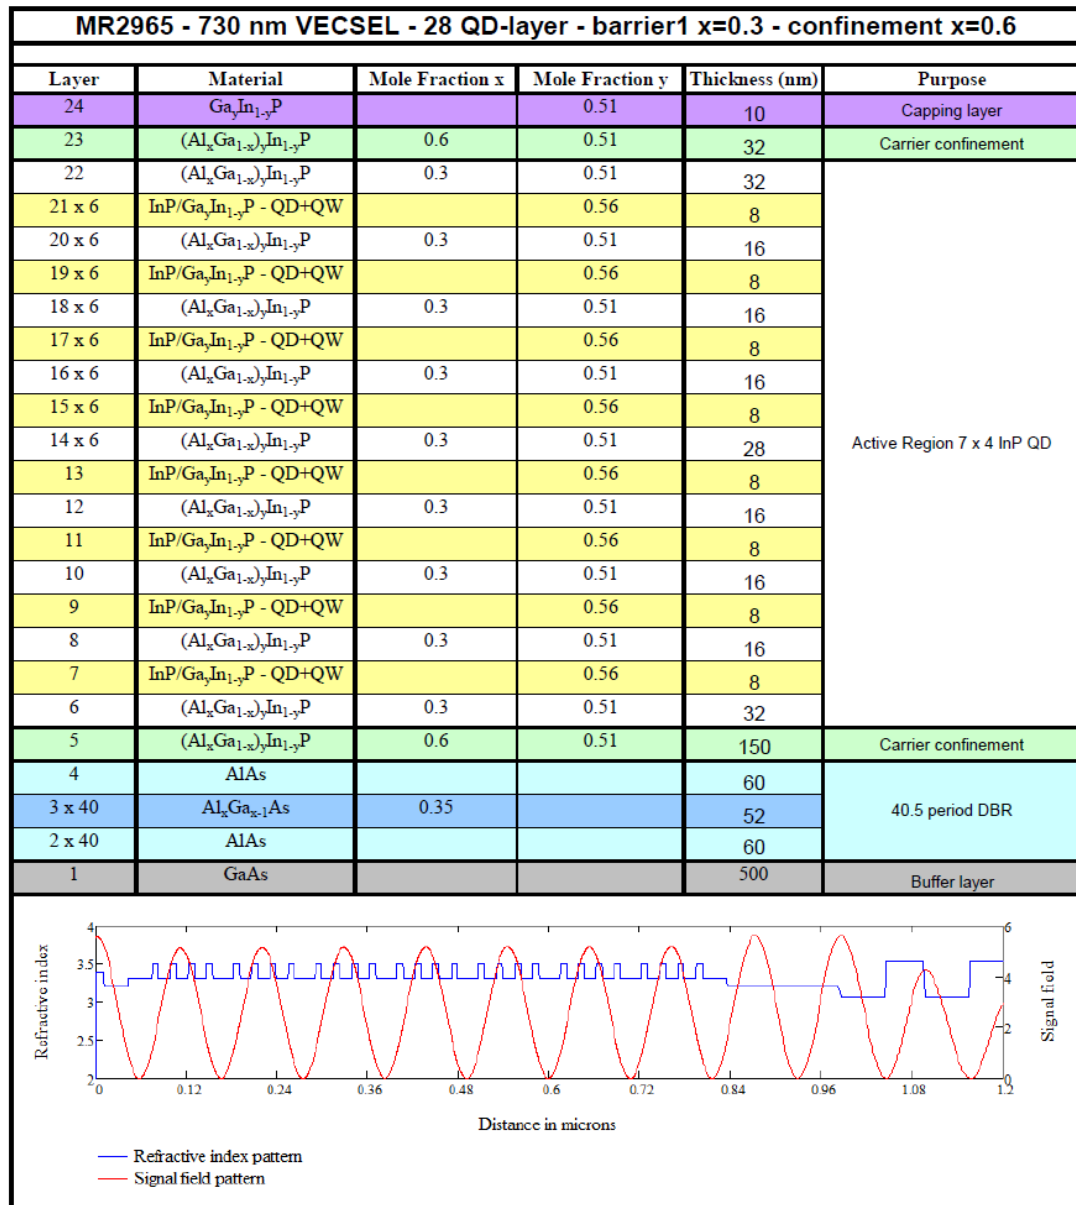 MR2965 - 730 nm VECSEL - 28 QD-layer - barrier1 x=0.3 - confinement x=0.6
Layer Material Mole Fraction x Mole Fraction y Thickness (nm) Purpose
24 GayIn1-yP 0.51 10 Capping layer
23 (AlxGa1-x)yIn1-yP 0.6 0.51 32 Carrier confinement
22 (AlxGa1-x)yIn1-yP 0.3 0.51 32
21 x 6 InP/GayIn1-yP - QD+QW 0.56 8
20 x 6 (AlxGa1-x)yIn1-yP 0.3 0.51 16
19 x 6 InP/GayIn1-yP - QD+QW 0.56 8
18 x 6 (AlxGa1-x)yIn1-yP 0.3 0.51 16
17 x 6 InP/GayIn1-yP - QD+QW 0.56 8
16 x 6 (AlxGa1-x)yIn1-yP 0.3 0.51 16
15 x 6 InP/GayIn1-yP - QD+QW 0.56 8
14 x 6 (AlxGa1-x)yIn1-yP 0.3 0.51 28 Active Region 7 x 4 InP QD
13 InP/GayIn1-yP - QD+QW 0.56 8
12 (AlxGa1-x)yIn1-yP 0.3 0.51 16
11 InP/GayIn1-yP - QD+QW 0.56 8
10 (AlxGa1-x)yIn1-yP 0.3 0.51 16
9 InP/GayIn1-yP - QD+QW 0.56 8
8 (AlxGa1-x)yIn1-yP 0.3 0.51 16
7 InP/GayIn1-yP - QD+QW 0.56 8
6 (AlxGa1-x)yIn1-yP 0.3 0.51 32
5 (AlxGa1-x)yIn1-yP 0.6 0.51 150 Carrier confinement
4 AlAs 60
3 x 40 AlxGax-1As 0.35 52 40.5 period DBR
2 x 40 AlAs 60
1 GaAs 500 Buffer layer
Refractive index
4
3.5
3
2.5
2
6
4
2
0
Signal field
0 0.12 0.24 0.36 0.48 0.6 0.72 0.84 0.96 1.08 1.2
Distance in microns
Refractive index pattern
Signal field pattern